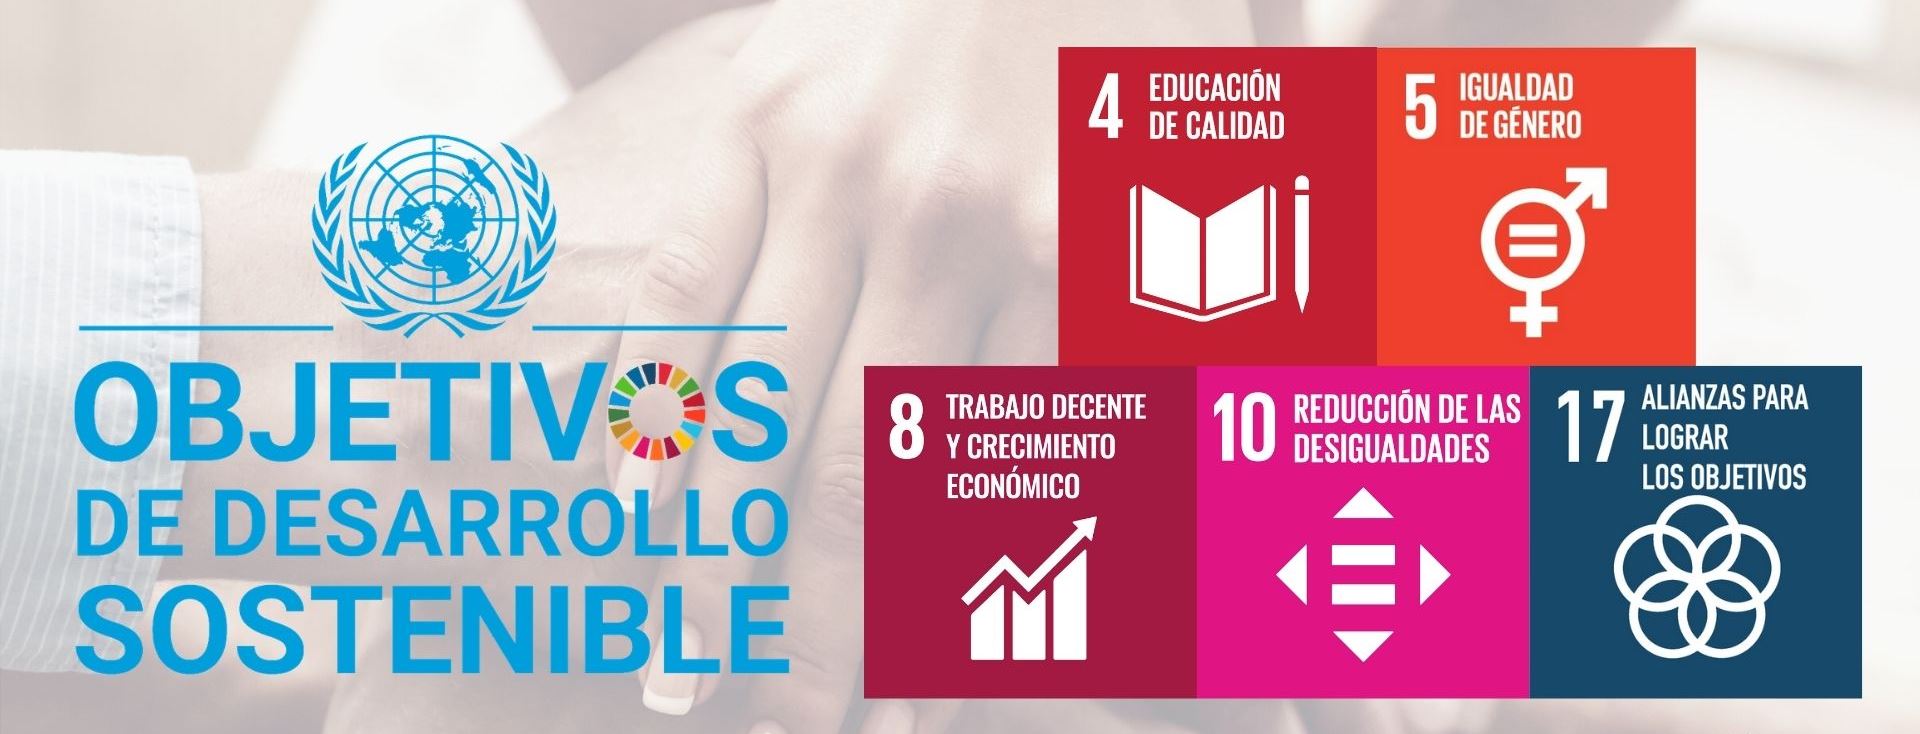 OBJETIVOS
DE DESARROLLO
SOSTENIBLE
4 EDUCACIÓN
DE CALIDAD
5 IGUALDAD
DE GÉNERO
8 TRABAJO DECENTE
Y CRECIMIENTO
ECONÓMICO
10 REDUCCIÓN DE LAS
DESIGUALDADES
17 ALIANZAS PARA
LOGRAR
LOS OBJETIVOS